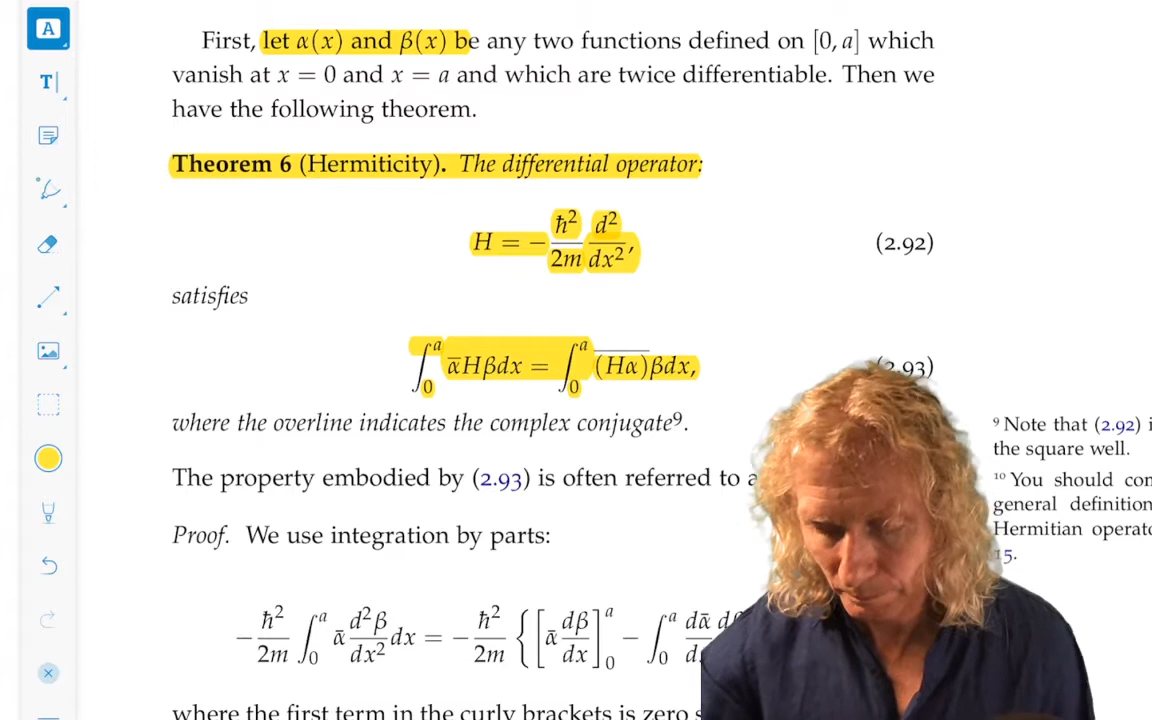 First, let α(x) and β(x) be any two functions defined on [0, a] which
vanish at x = 0 and x = a and which are twice differentiable. Then we
have the following theorem.
Theorem 6 (Hermiticity). The differential operator:
H = −ħ²/2m d²/dx², (2.92)
satisfies
∫₀ᵃ ᾱHβdx = ∫₀ᵃ \overline{(Hα)}βdx, (2.93)
where the overline indicates the complex conjugate⁹.
⁹ Note that (2.92) i
the square well.
The property embodied by (2.93) is often referred to a
¹⁰ You should con
general definition
Hermitian operato
15.
Proof. We use integration by parts:
−ħ²/2m ∫₀ᵃ ᾱ d²β/dx² dx = −ħ²/2m { [ᾱ dβ/dx]₀ᵃ − ∫₀ᵃ dᾱ
where the first term in the curly brackets is zero s
A
T